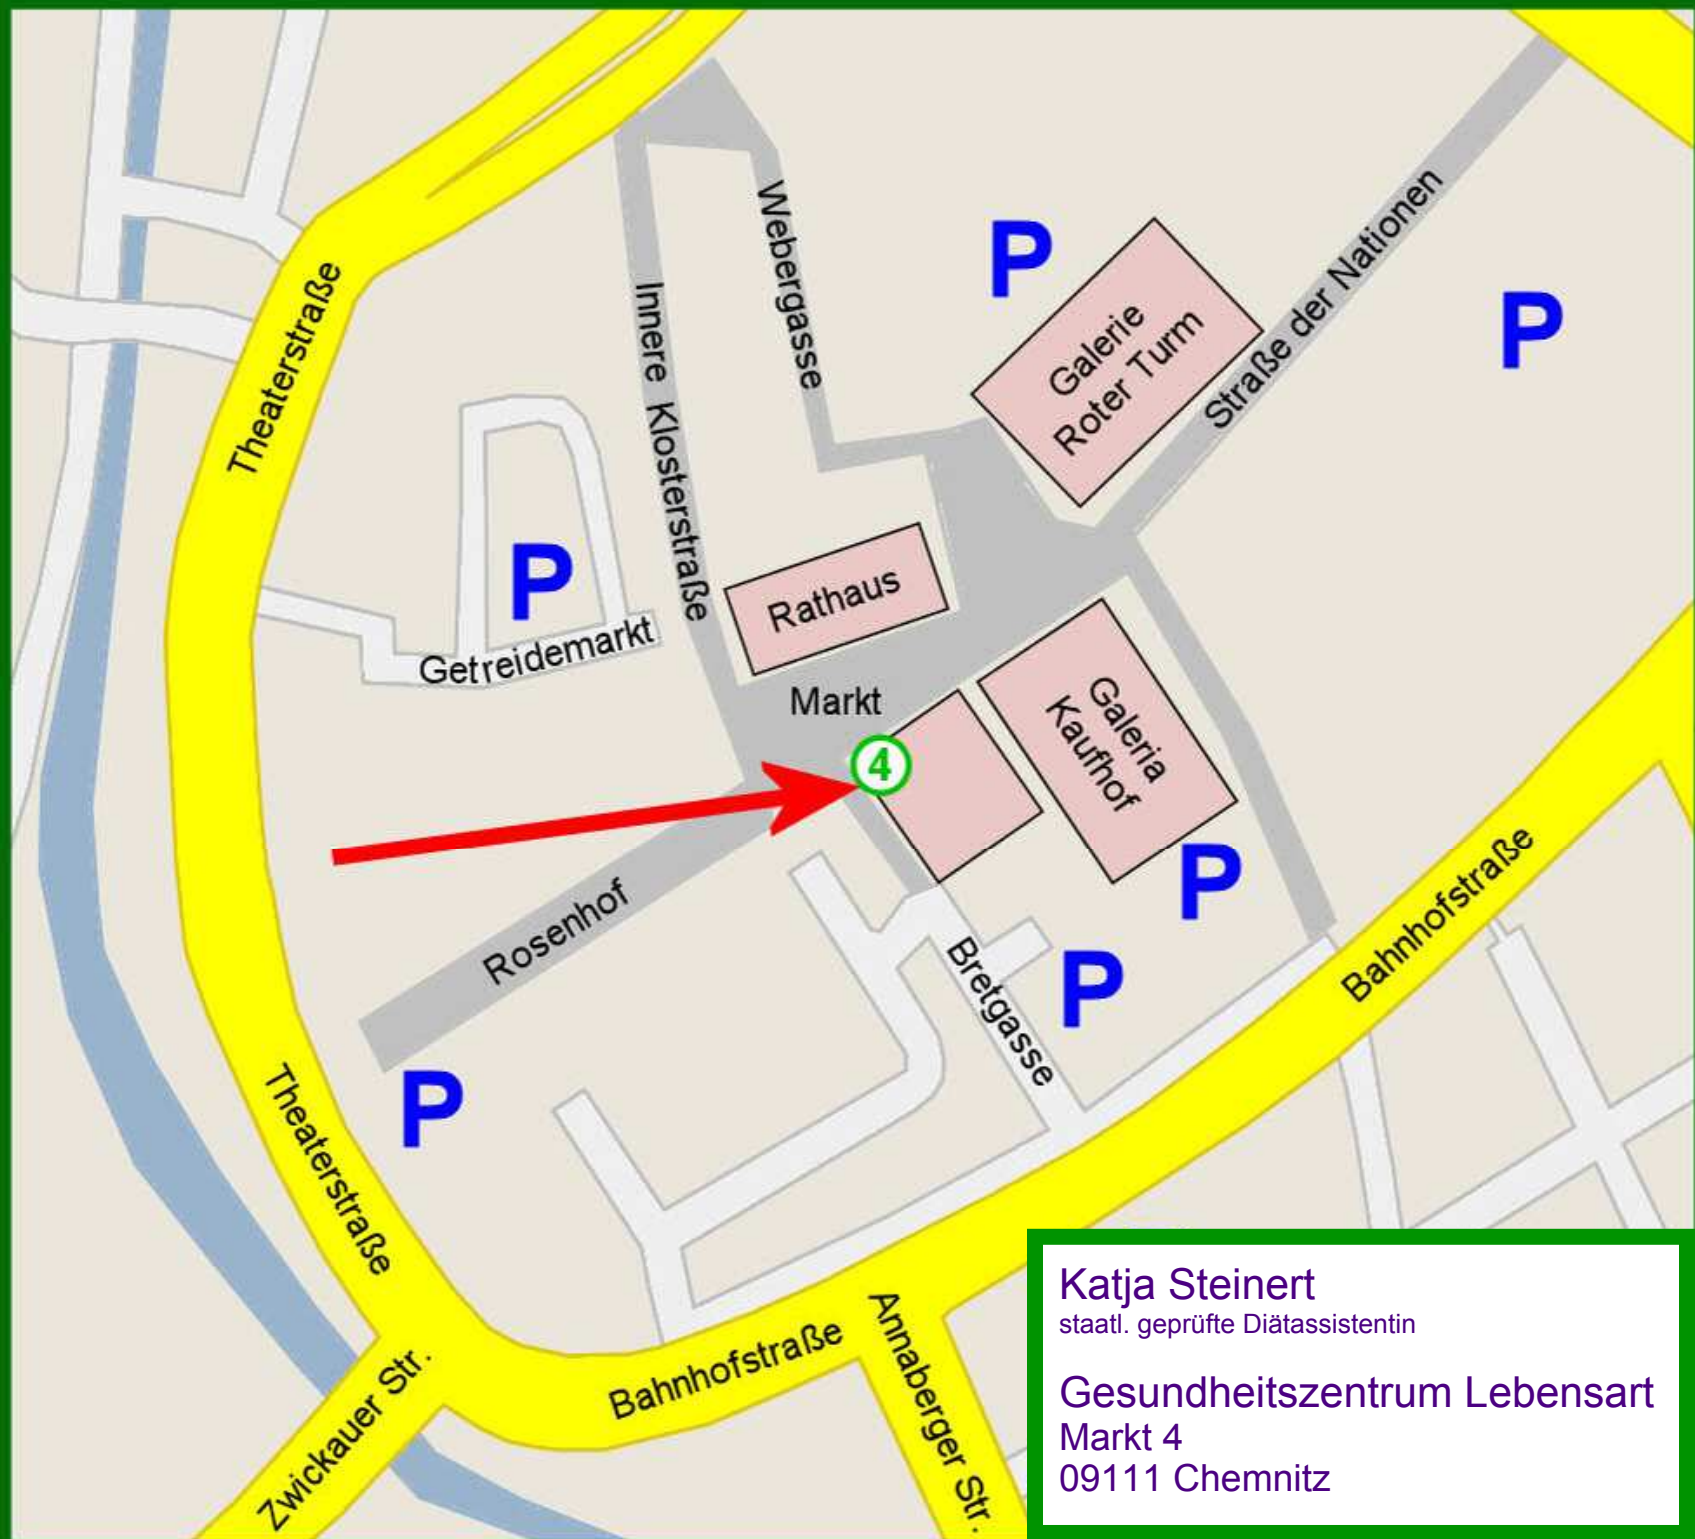 P
P
Webergasse
Straße der Nationen
Galerie
Roter Turm
Innere Klosterstraße
Theaterstraße
P
Rathaus
Getreidemarkt
Markt
4
Galeria
Kaufhof
P
Rosenhof
Bahnhofstraße
P
Bretgasse
P
Theaterstraße
Bahnhofstraße
Annaberger Str.
Zwickauer Str.
Katja Steinert
staatl. geprüfte Diätassistentin
Gesundheitszentrum Lebensart
Markt 4
09111 Chemnitz